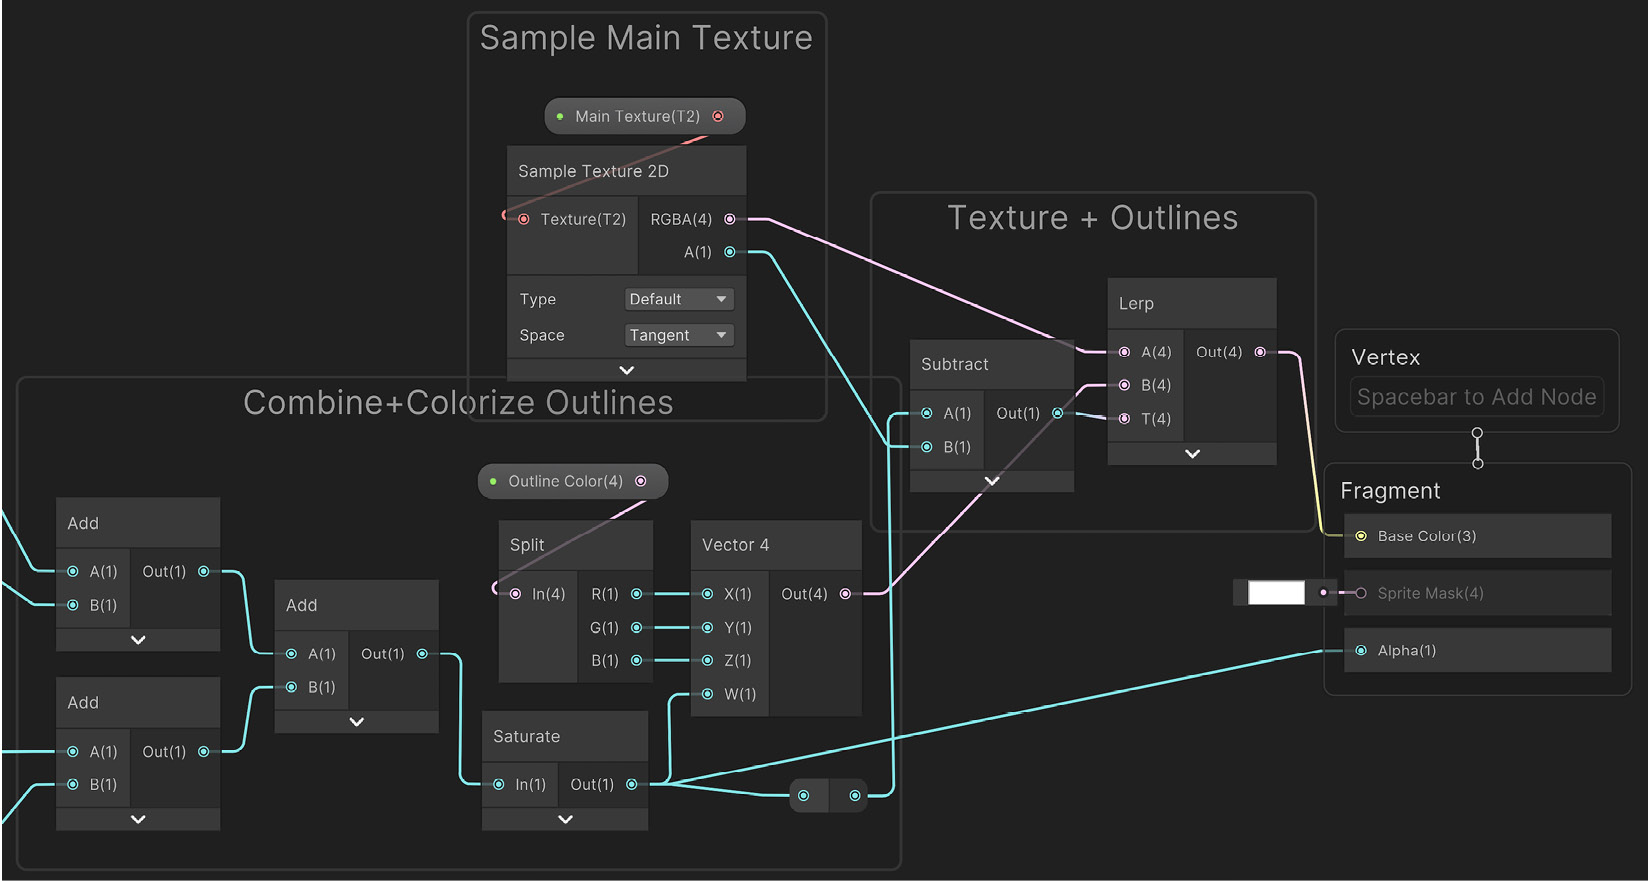 Sample Main Texture
Main Texture(T2)
Sample Texture 2D
Texture(T2) RGBA(4)
A(1)
Type Default
Space Tangent
Texture + Outlines
Subtract
A(1) Out(1)
B(1)
Lerp
A(4) Out(4)
B(4)
T(4)
Vertex
Spacebar to Add Node
Fragment
Base Color(3)
Sprite Mask(4)
Alpha(1)
Combine+Colorize Outlines
Add
A(1) Out(1)
B(1)
Add
A(1) Out(1)
B(1)
Add
A(1) Out(1)
B(1)
Outline Color(4)
Split
In(4) R(1)
G(1)
B(1)
Vector 4
X(1) Out(4)
Y(1)
Z(1)
W(1)
Saturate
In(1) Out(1)